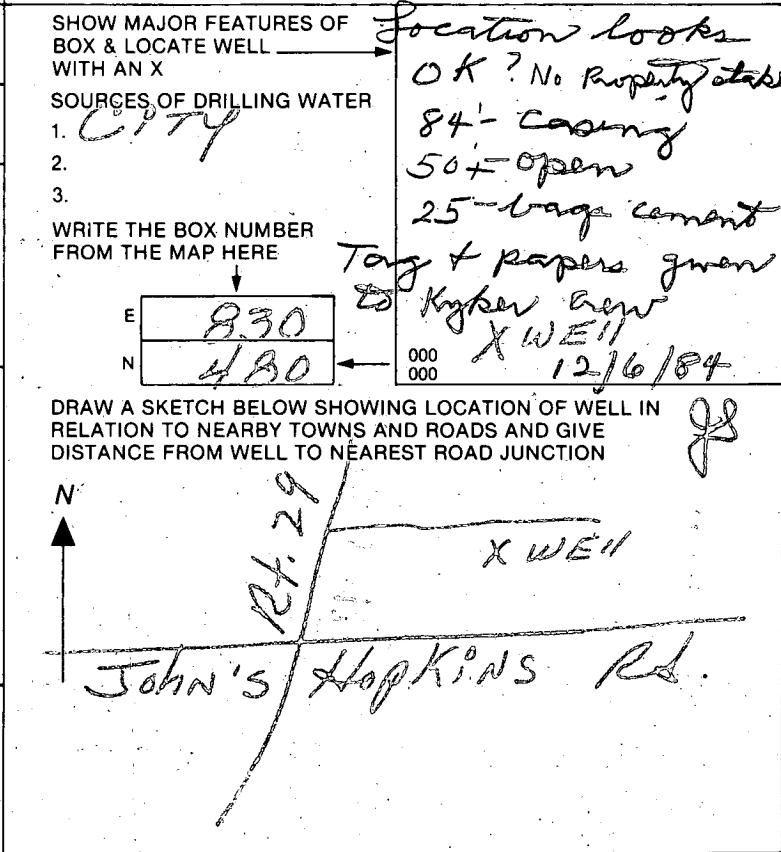 SHOW MAJOR FEATURES OF
BOX & LOCATE WELL
WITH AN X
SOURCES OF DRILLING WATER
1. CITY
2.
3.
WRITE THE BOX NUMBER
FROM THE MAP HERE
E 830
N 480
Location looks
OK? No Property stake
84'- Casing
50± open
25-bags cement
Tag + papers given
to Kyker crew
X WEll
000
000
12/6/84
JS
DRAW A SKETCH BELOW SHOWING LOCATION OF WELL IN
RELATION TO NEARBY TOWNS AND ROADS AND GIVE
DISTANCE FROM WELL TO NEAREST ROAD JUNCTION
N
Rt. 29
X WEll
JOHN'S HOPKINS Rd.